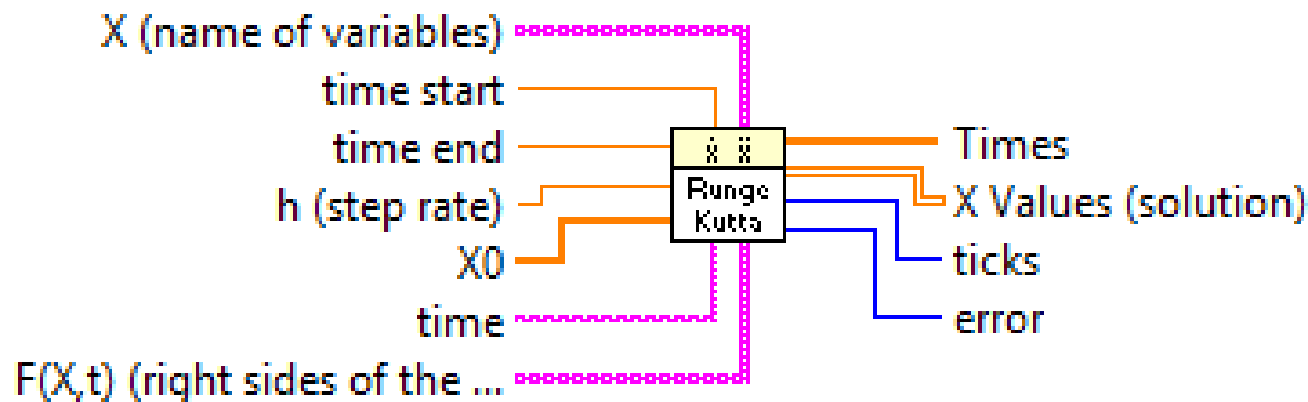 X (name of variables)
time start
time end
h (step rate)
X0
time
F(X,t) (right sides of the ...
ẋ ẍ
Runge
Kutta
Times
X Values (solution)
ticks
error